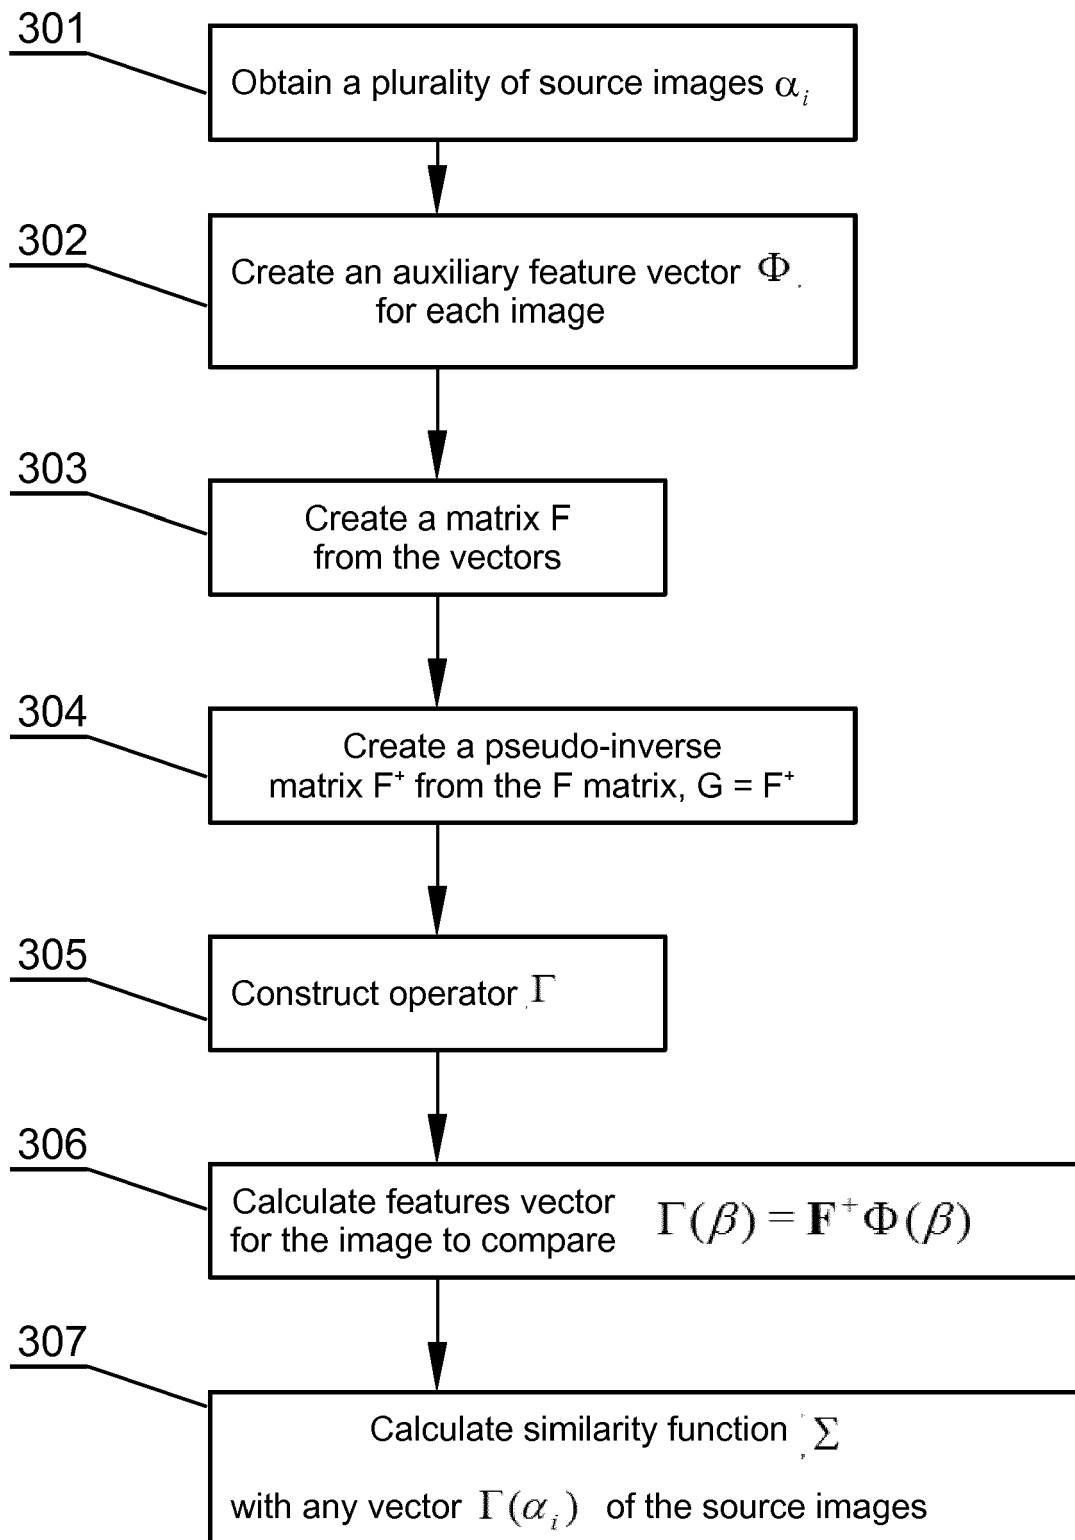 301
Obtain a plurality of source images αᵢ
302
Create an auxiliary feature vector Φ
for each image
303
Create a matrix F
from the vectors
304
Create a pseudo-inverse
matrix F⁺ from the F matrix, G = F⁺
305
Construct operator Γ
306
Calculate features vector
for the image to compare Γ(β) = F⁺Φ(β)
307
Calculate similarity function Σ
with any vector Γ(αᵢ) of the source images